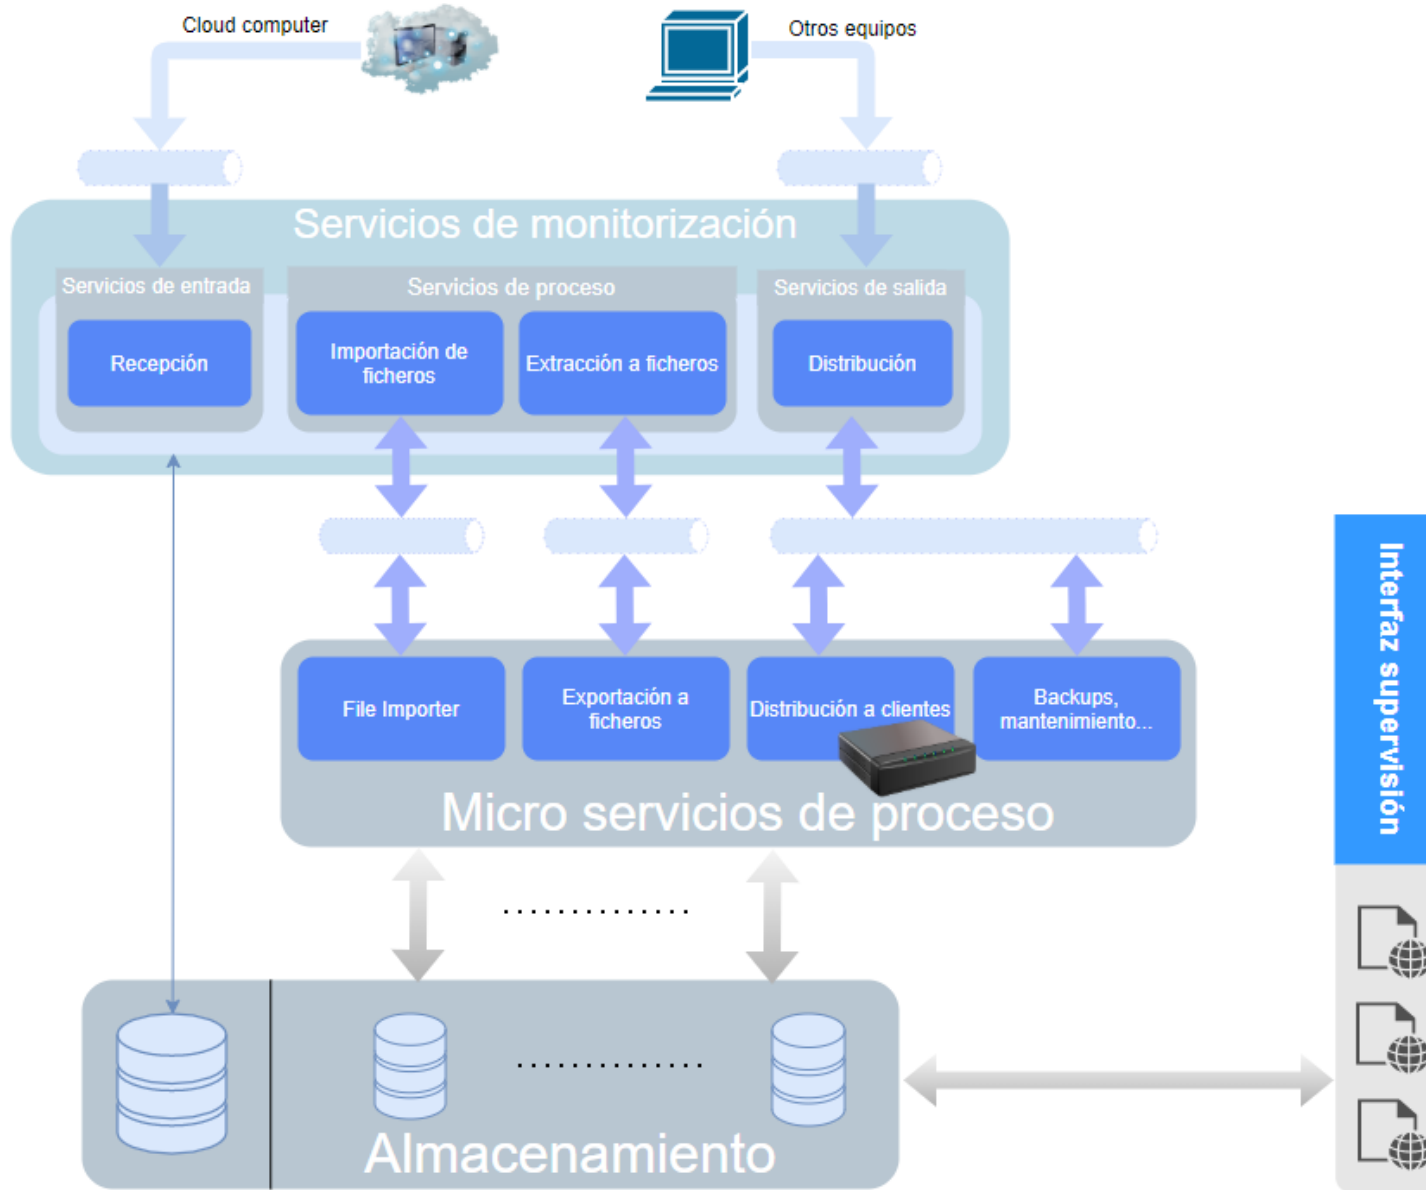 Cloud computer
Otros equipos
Servicios de monitorización
Servicios de entrada
Servicios de proceso
Servicios de salida
Recepción
Importación de
ficheros
Extracción a ficheros
Distribución
File Importer
Exportación a
ficheros
Distribución a clientes
Backups,
mantenimiento...
Micro servicios de proceso
Interfaz supervisión
Almacenamiento